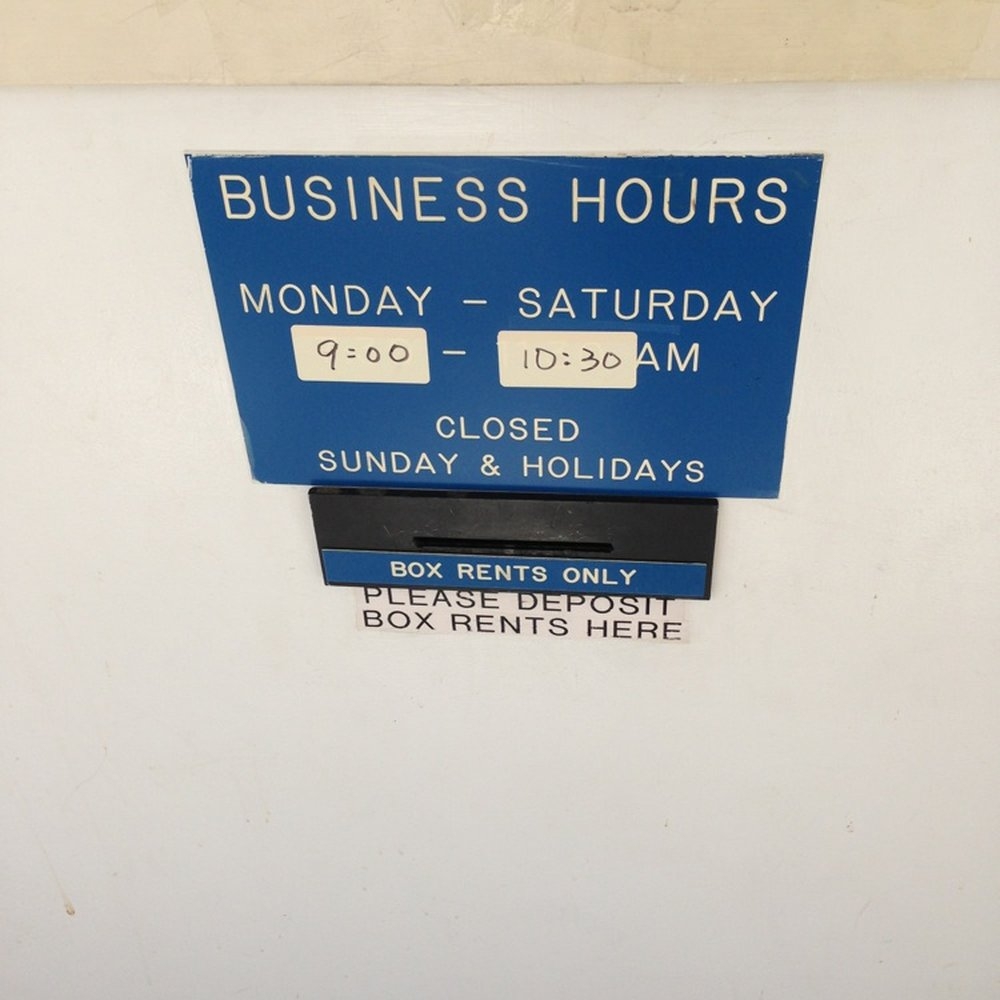 BUSINESS HOURS
MONDAY - SATURDAY
9:00 - 10:30 AM
CLOSED
SUNDAY & HOLIDAYS
BOX RENTS ONLY
PLEASE DEPOSIT
BOX RENTS HERE